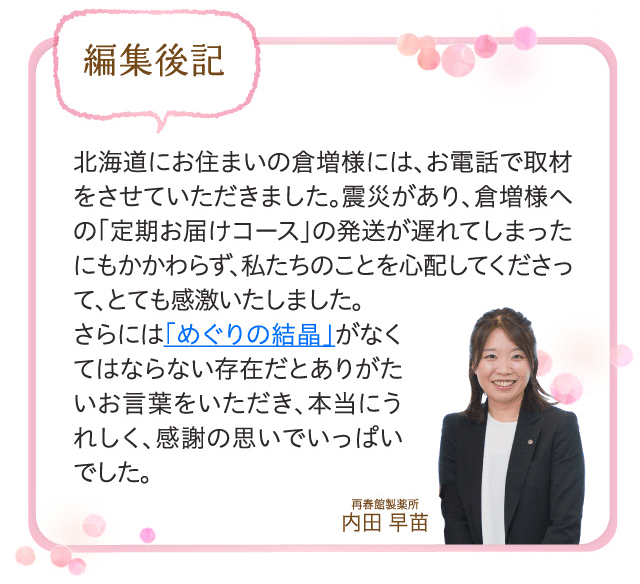 編集後記
北海道にお住まいの倉増様には、お電話で取材
をさせていただきました。震災があり、倉増様へ
の「定期お届けコース」の発送が遅れてしまった
にもかかわらず、私たちのことを心配してくださっ
て、とても感激いたしました。
さらには「めぐりの結晶」がなく
てはならない存在だとありがた
いお言葉をいただき、本当にう
れしく、感謝の思いでいっぱい
でした。
再春館製薬所
内田 早苗